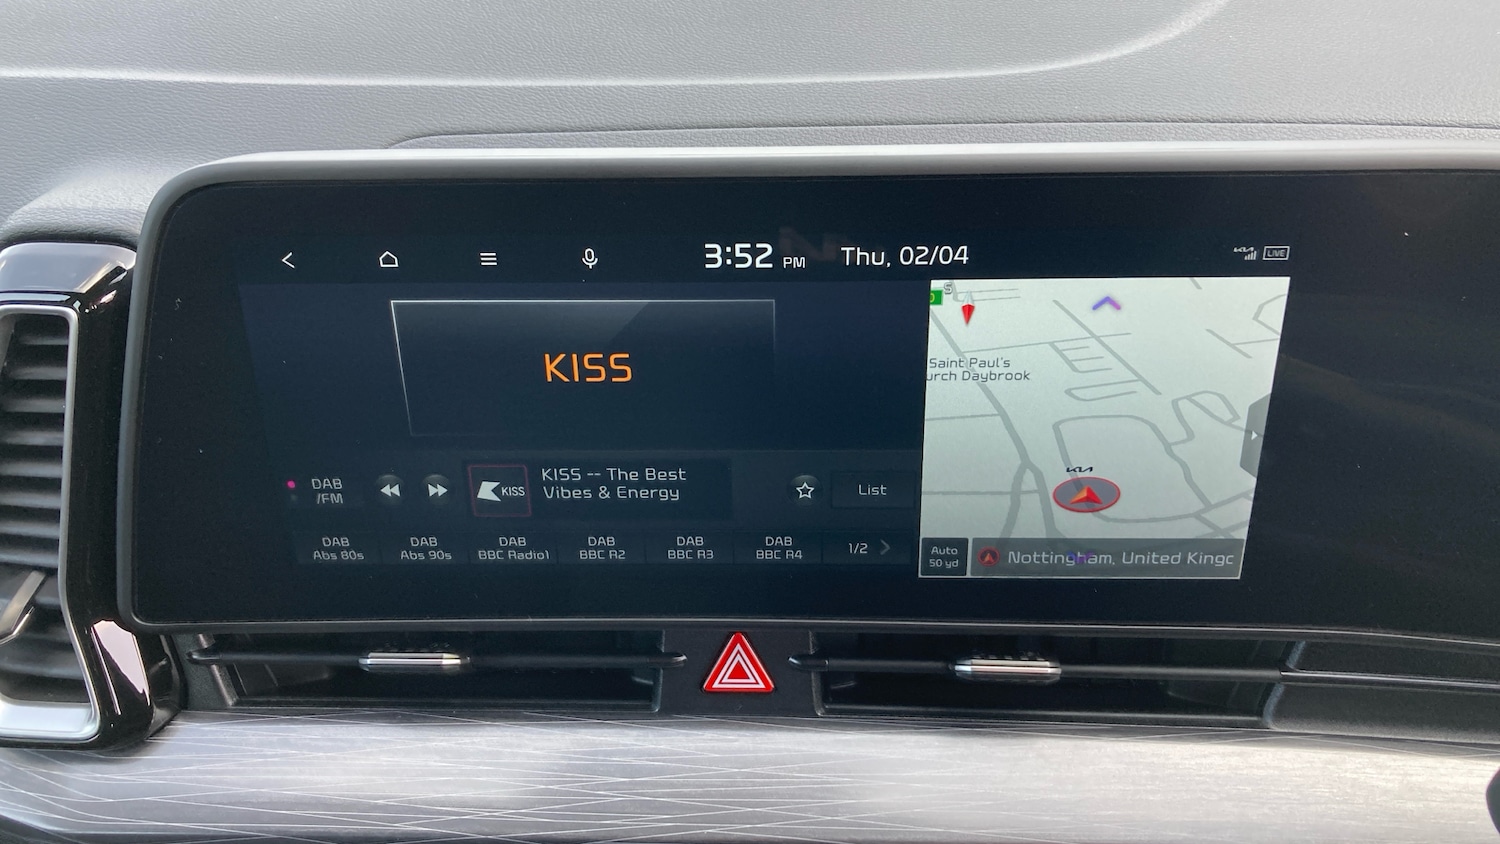 3:52 PM Thu, 02/04
LIVE
KISS
DAB
/FM
KISS
KISS -- The Best
Vibes & Energy
List
DAB
Abs 80s
DAB
Abs 90s
DAB
BBC Radio1
DAB
BBC R2
DAB
BBC R3
DAB
BBC R4
1/2
S
Saint Paul's
urch Daybrook
KIA
Auto
50 yd
Nottingham, United Kingc